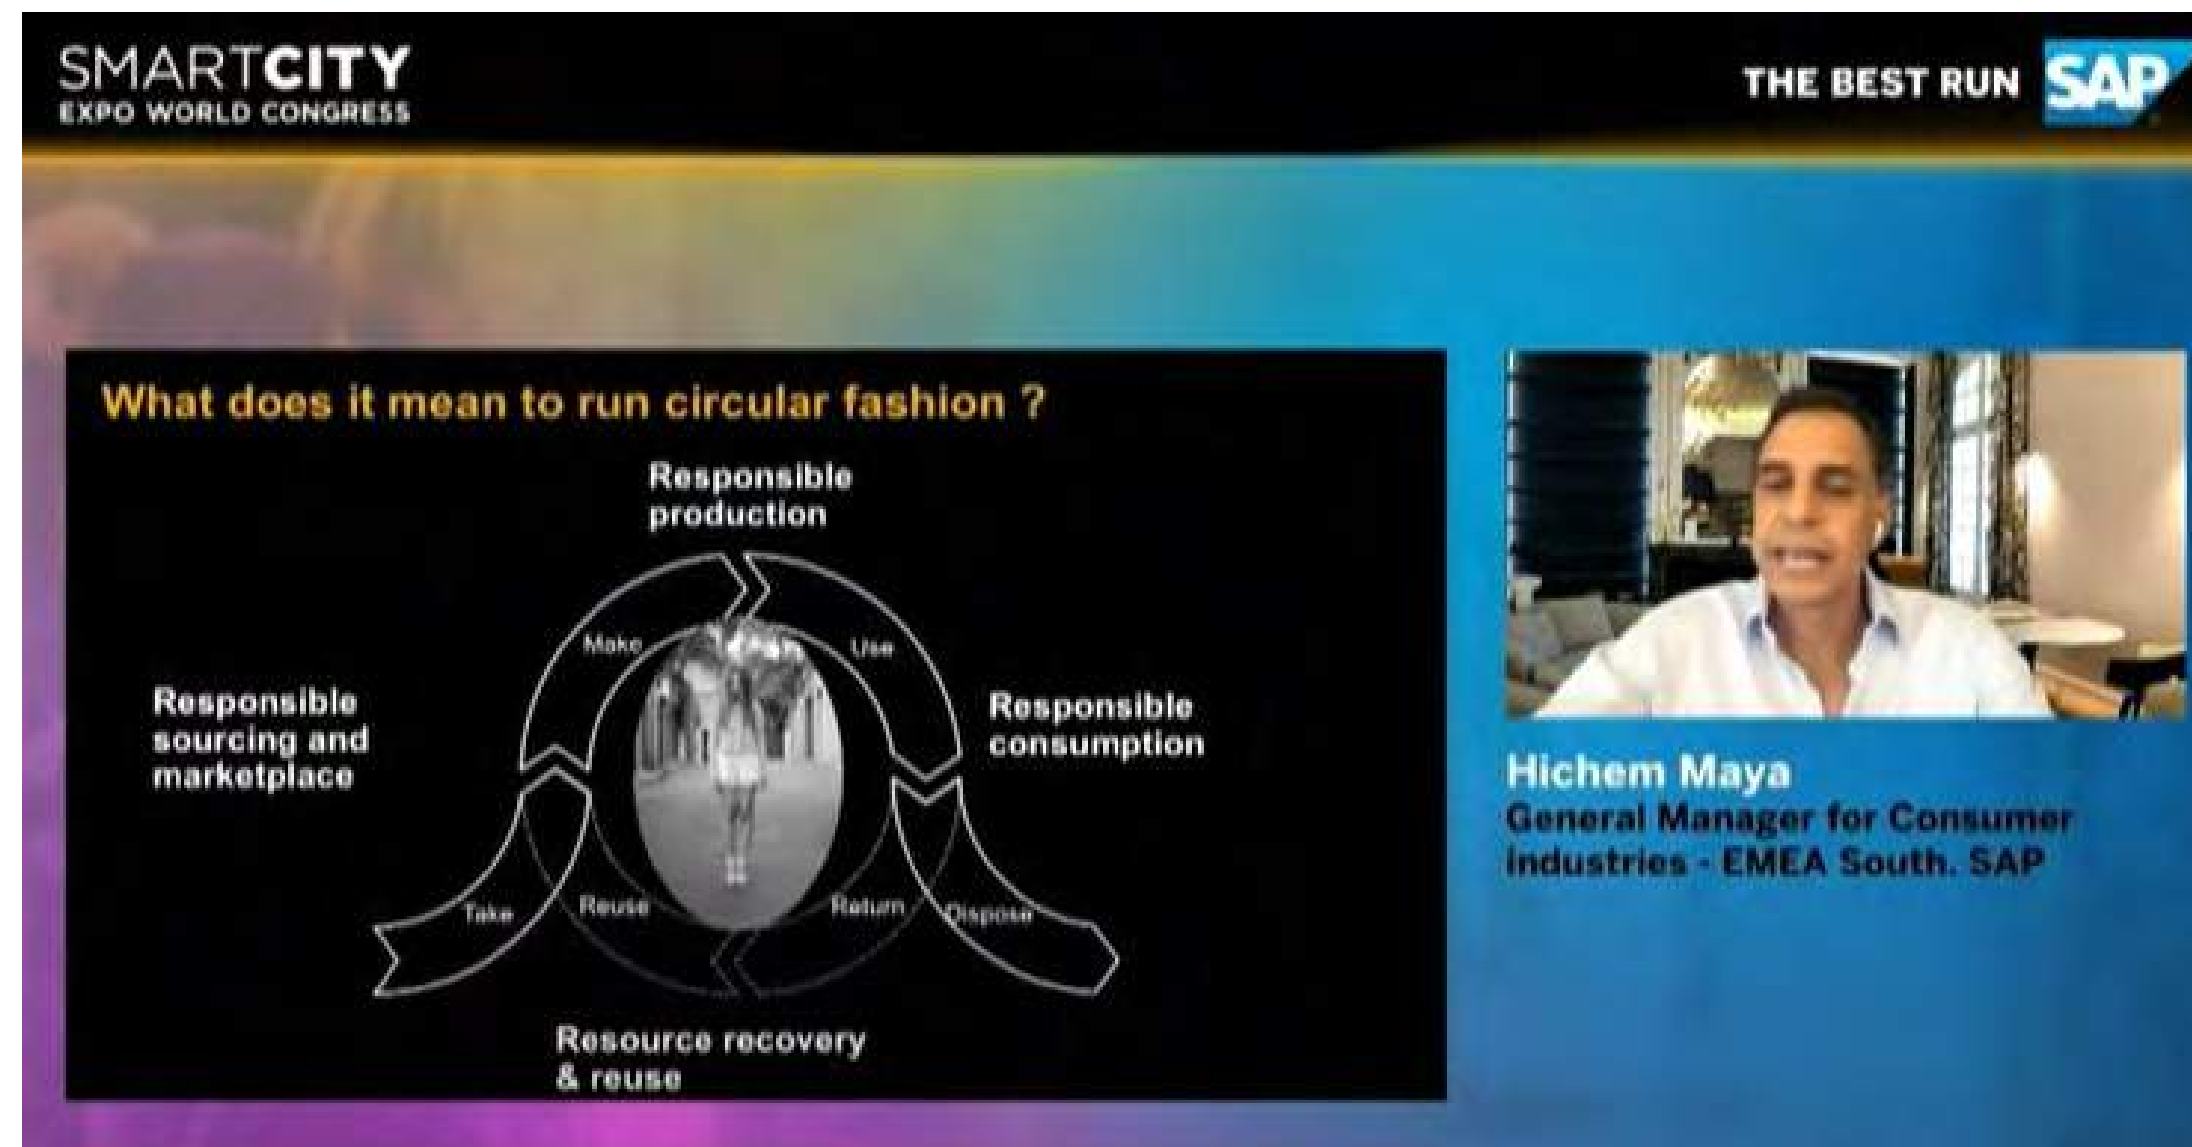 SMARTCITY
EXPO WORLD CONGRESS
THE BEST RUN SAP
What does it mean to run circular fashion ?
Responsible
production
Make
Use
Responsible
sourcing and
marketplace
Responsible
consumption
Take
Reuse
Return
Dispose
Resource recovery
& reuse
Hichem Maya
General Manager for Consumer
industries - EMEA South. SAP